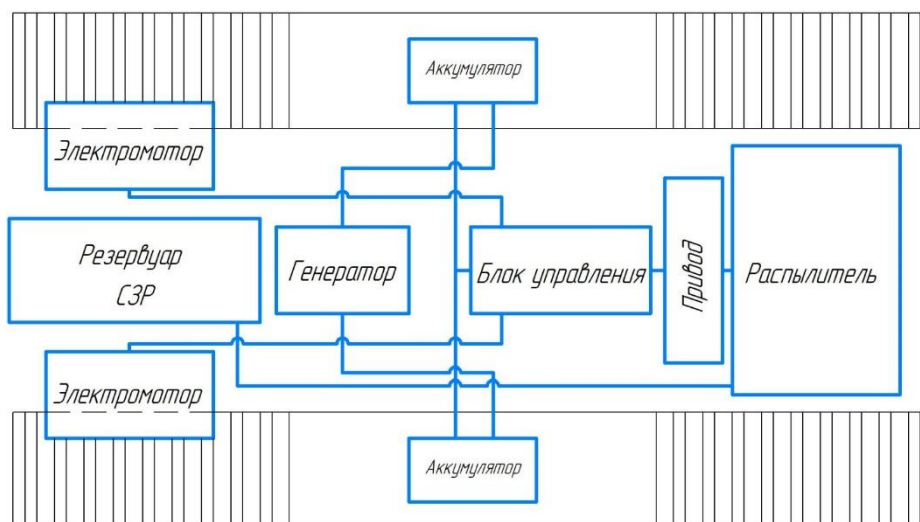 Аккумулятор
Электромотор
Резервуар
СЗР
Генератор
Блок управления
Привод
Распылитель
Электромотор
Аккумулятор